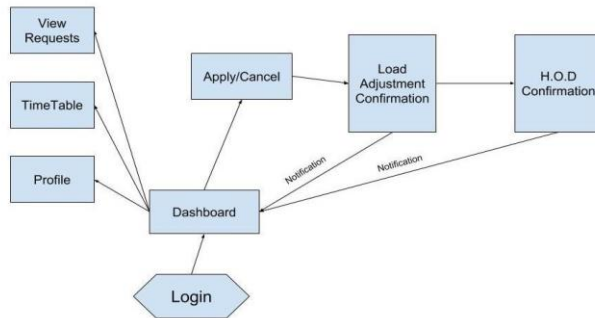 View
Requests
TimeTable
Profile
Apply/Cancel
Load
Adjustment
Confirmation
H.O.D
Confirmation
Notification
Notification
Dashboard
Login